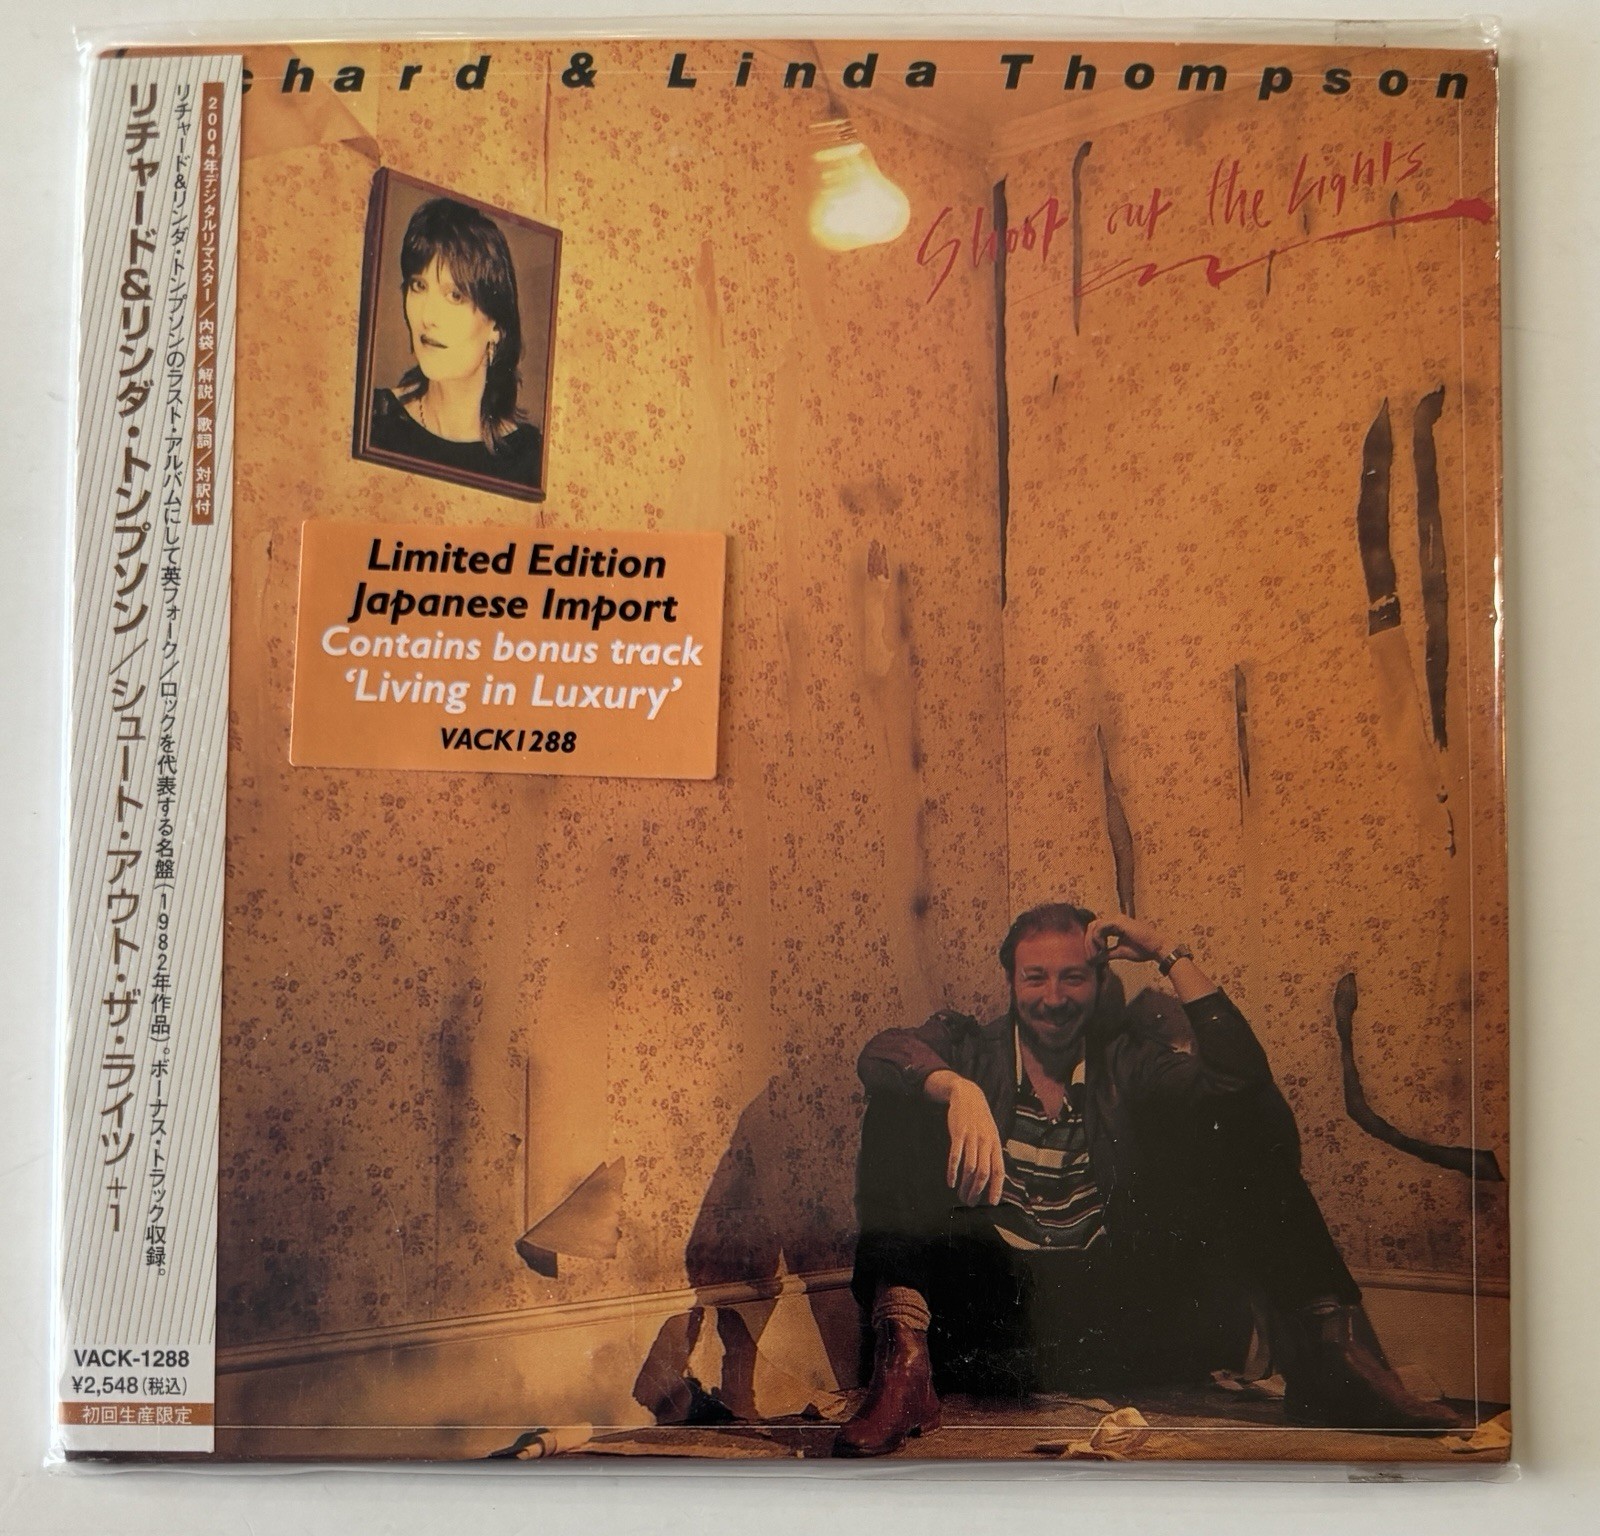 chard & Linda Thompson
Shoot out the Lights
2004年デジタルリマスター/内袋/解説/歌詞/対訳付
リチャード&リンダ・トンプソンのラスト・アルバムにして英フォーク/ロックを代表する名盤(1982年作品)。ボーナス・トラック収録。
リチャード&リンダ・トンプソン/シュート・アウト・ザ・ライツ+1
Limited Edition
Japanese Import
Contains bonus track
‘Living in Luxury’
VACK1288
VACK-1288
¥2,548(税込)
初回生産限定